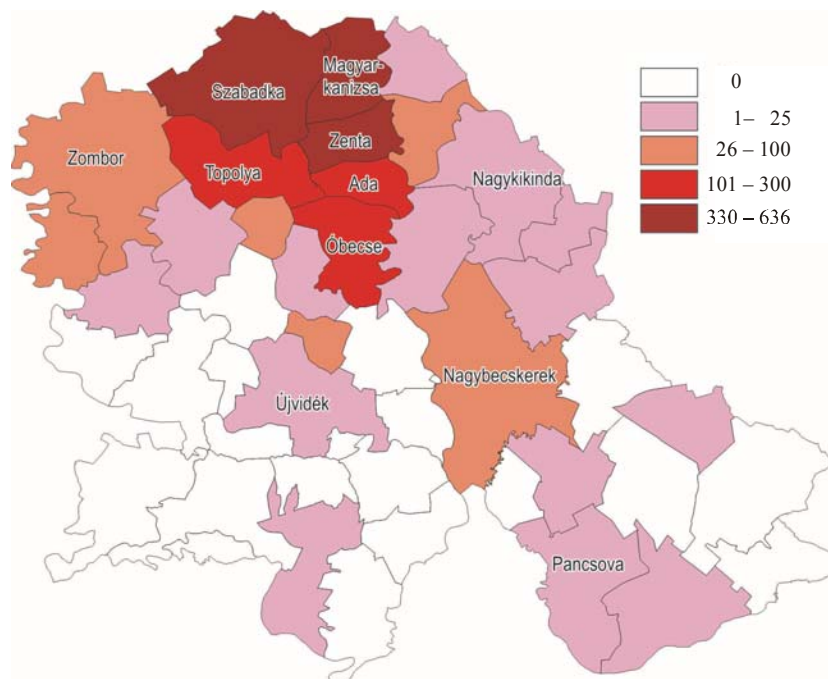 Szabadka
Magyar-
kanizsa
Zenta
Zombor
Topolya
Ada
Nagykikinda
Óbecse
Nagybecskerek
Újvidék
Pancsova
0
1– 25
26 – 100
101 – 300
330 – 636